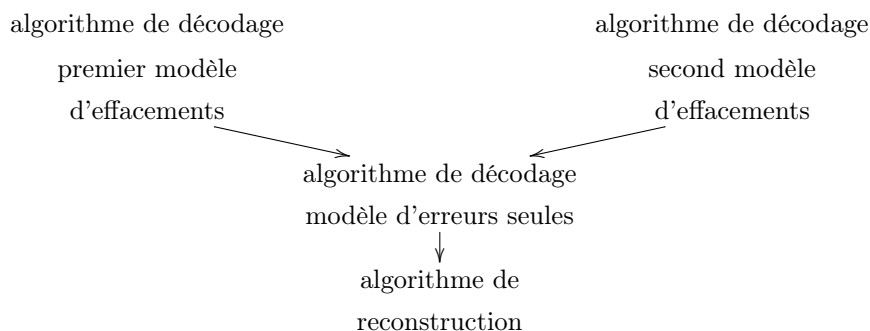 algorithme de décodage
premier modèle
d'effacements
algorithme de décodage
second modèle
d'effacements
algorithme de décodage
modèle d'erreurs seules
algorithme de
reconstruction